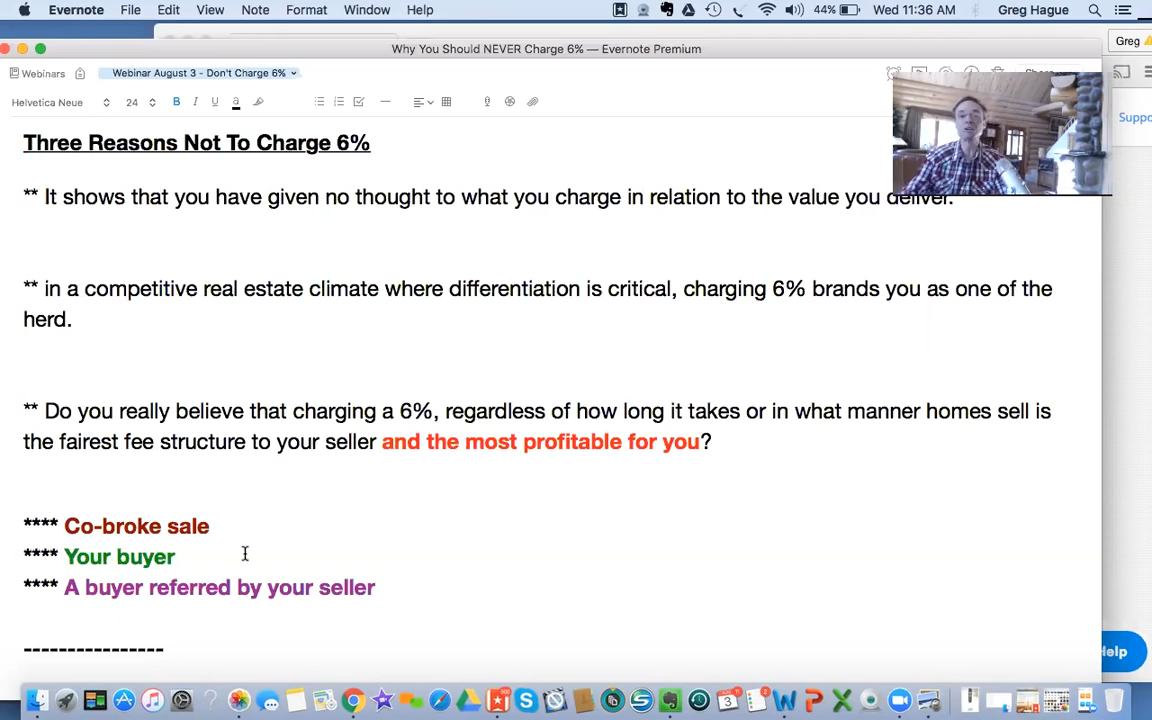 Evernote File Edit View Note Format Window Help 44% Wed 11:36 AM Greg Hague
Why You Should NEVER Charge 6% — Evernote Premium
Greg
Webinars Webinar August 3 - Don't Charge 6%
Helvetica Neue 24 B I U a
Suppo
Three Reasons Not To Charge 6%
** It shows that you have given no thought to what you charge in relation to the value you deliver.
** in a competitive real estate climate where differentiation is critical, charging 6% brands you as one of the
herd.
** Do you really believe that charging a 6%, regardless of how long it takes or in what manner homes sell is
the fairest fee structure to your seller and the most profitable for you?
**** Co-broke sale
**** Your buyer
**** A buyer referred by your seller
----------------
Help